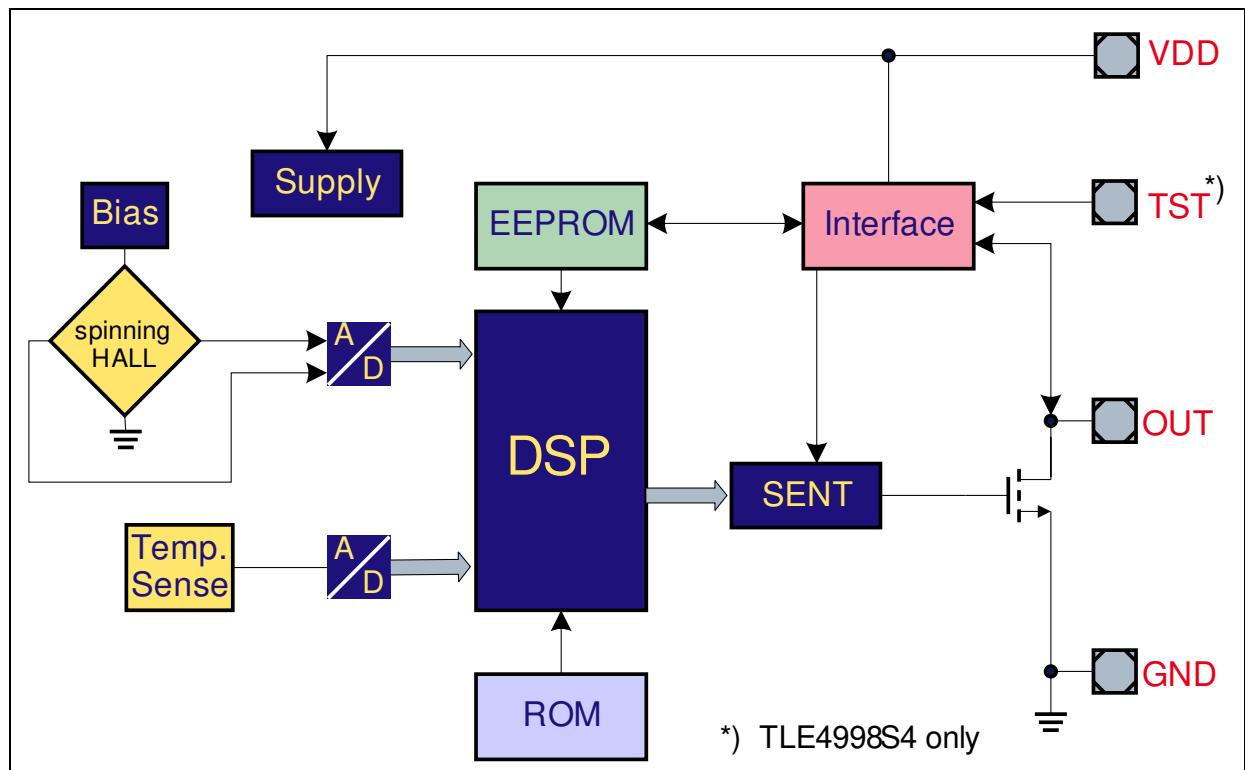 VDD
Supply
Bias
TST*)
EEPROM
Interface
spinning
HALL
A
D
OUT
DSP
SENT
Temp.
Sense
A
D
GND
ROM
*) TLE4998S4 only